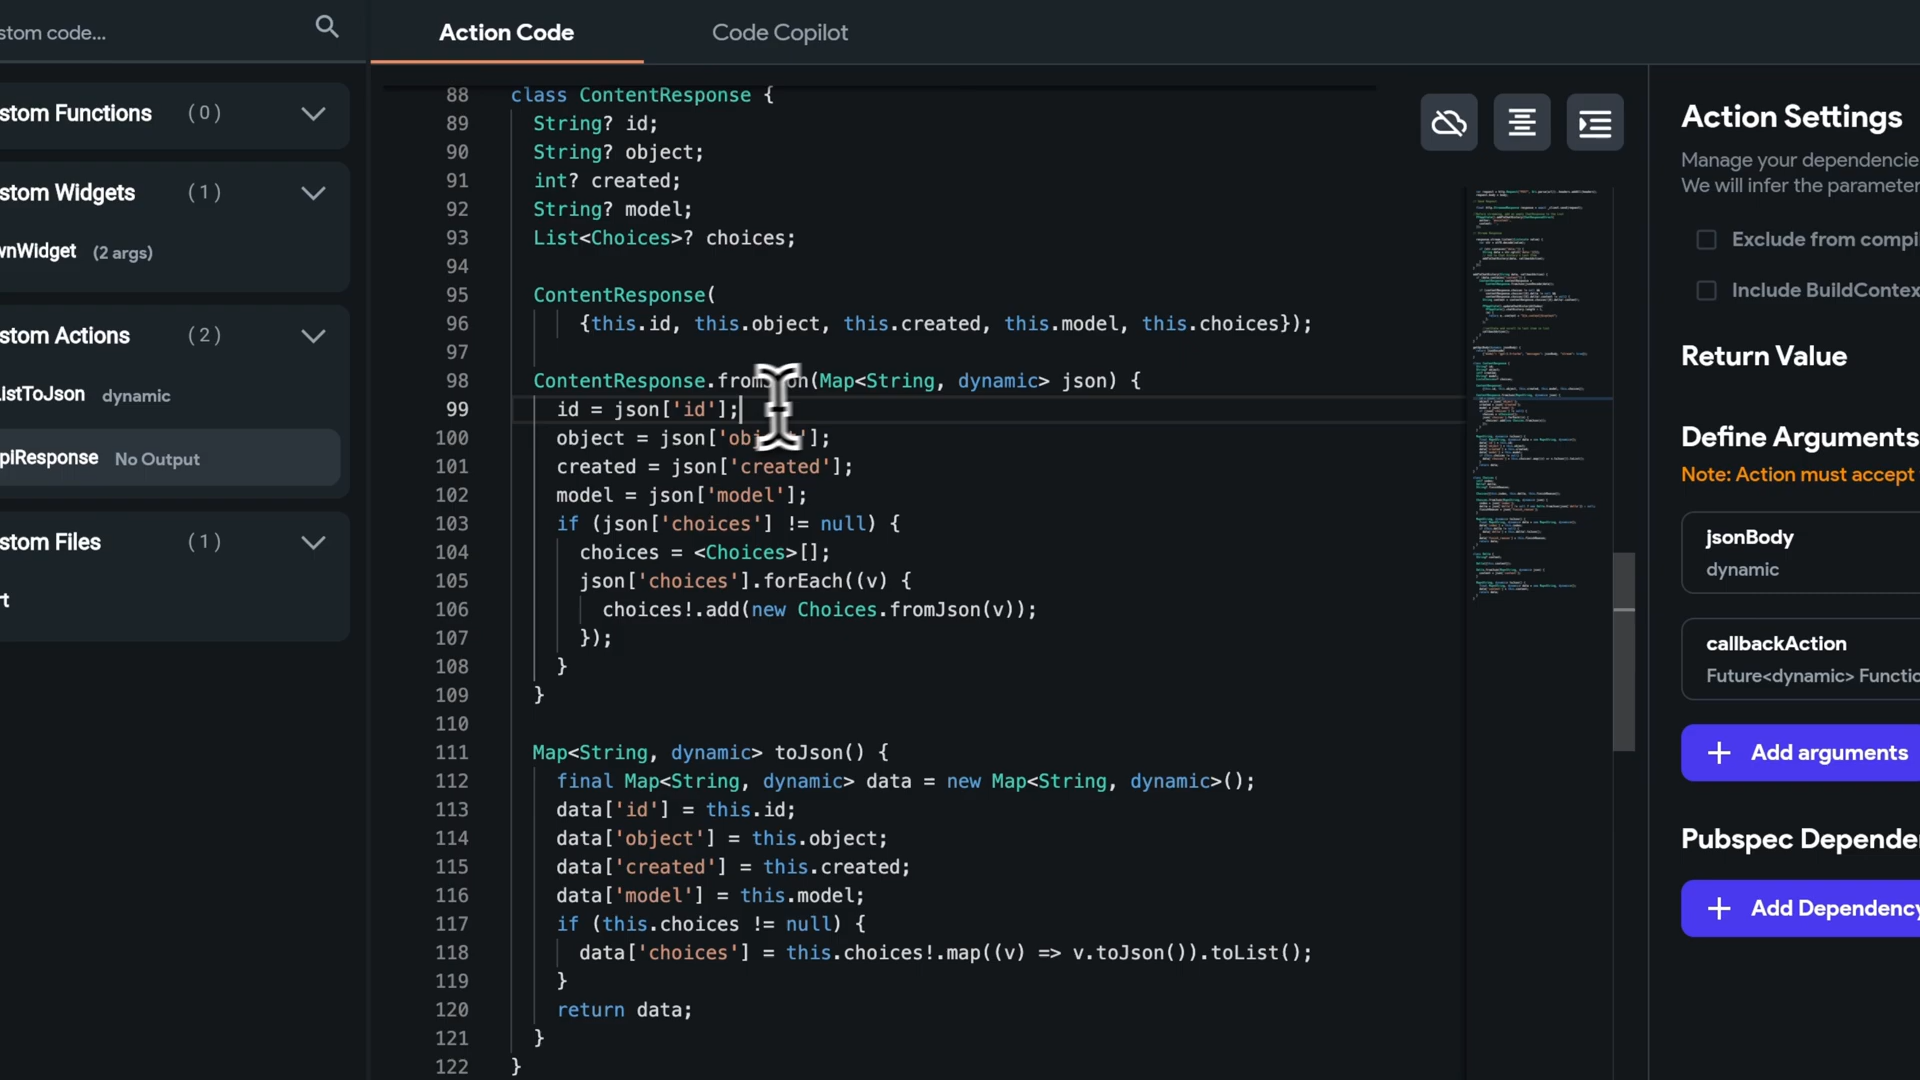 stom code...
Action Code
Code Copilot
stom Functions (0)
stom Widgets (1)
wnWidget (2 args)
stom Actions (2)
istToJson dynamic
piResponse No Output
stom Files (1)
rt
88 class ContentResponse {
89 String? id;
90 String? object;
91 int? created;
92 String? model;
93 List<Choices>? choices;
94
95 ContentResponse(
96 {this.id, this.object, this.created, this.model, this.choices});
97
98 ContentResponse.fromJson(Map<String, dynamic> json) {
99 id = json['id'];
100 object = json['object'];
101 created = json['created'];
102 model = json['model'];
103 if (json['choices'] != null) {
104 choices = <Choices>[];
105 json['choices'].forEach((v) {
106 choices!.add(new Choices.fromJson(v));
107 });
108 }
109 }
110
111 Map<String, dynamic> toJson() {
112 final Map<String, dynamic> data = new Map<String, dynamic>();
113 data['id'] = this.id;
114 data['object'] = this.object;
115 data['created'] = this.created;
116 data['model'] = this.model;
117 if (this.choices != null) {
118 data['choices'] = this.choices!.map((v) => v.toJson()).toList();
119 }
120 return data;
121 }
122 }
Action Settings
Manage your dependencie
We will infer the parameter
Exclude from compi
Include BuildContex
Return Value
Define Arguments
Note: Action must accept
jsonBody
dynamic
callbackAction
Future<dynamic> Functio
Add arguments
Pubspec Depende
Add Dependency